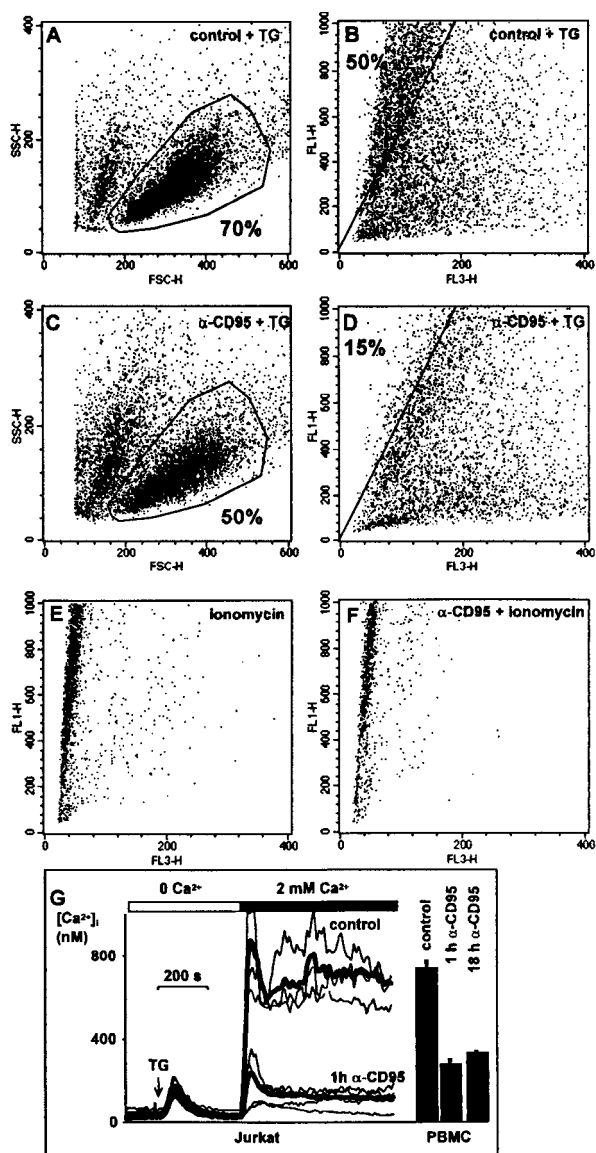 A control + TG
400
200
0
SSC-H
70%
0 200 400 600
FSC-H
B control + TG
50%
1000
800
600
400
200
0
FL1-H
0 200 400
FL3-H
C α-CD95 + TG
400
200
0
SSC-H
50%
0 200 400 600
FSC-H
D α-CD95 + TG
15%
1000
800
600
400
200
0
FL1-H
0 200 400
FL3-H
E ionomycin
1000
800
600
400
200
0
FL1-H
0 200 400
FL3-H
F α-CD95 + ionomycin
1000
800
600
400
200
0
FL1-H
0 200 400
FL3-H
G 0 Ca²⁺ 2 mM Ca²⁺
[Ca²⁺]ᵢ
(nM)
control
800
200 s
400
TG
1h α-CD95
0
Jurkat
control
1 h α-CD95
18 h α-CD95
PBMC